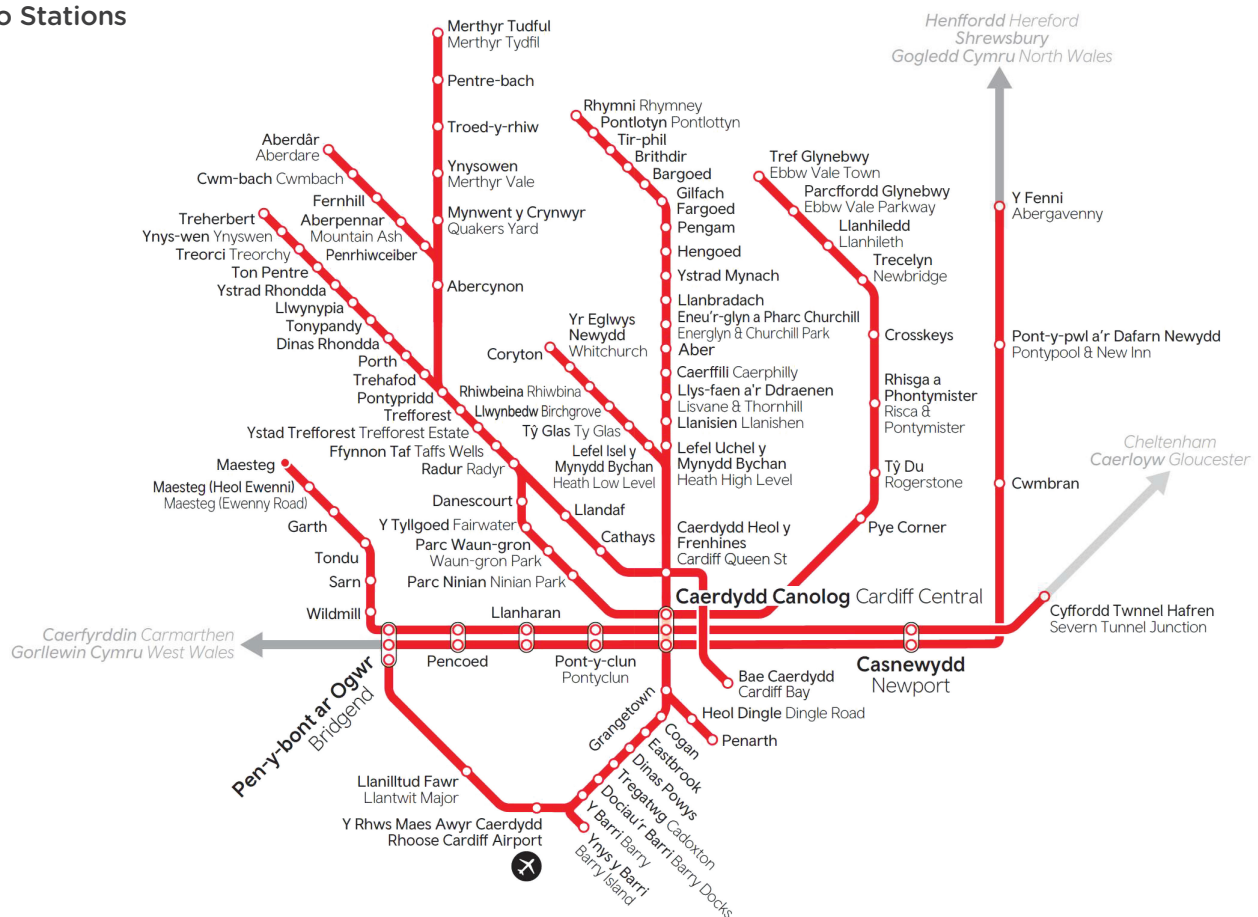 o Stations
Henffordd Hereford
Shrewsbury
Gogledd Cymru North Wales
Merthyr Tudful
Merthyr Tydfil
Pentre-bach
Troed-y-rhiw
Ynysowen
Merthyr Vale
Mynwent y Crynwyr
Quakers Yard
Abercynon
Aberdâr
Aberdare
Cwm-bach Cwmbach
Fernhill
Aberpennar
Mountain Ash
Penrhiwceiber
Treherbert
Ynys-wen Ynyswen
Treorci Treorchy
Ton Pentre
Ystrad Rhondda
Llwynypia
Tonypandy
Dinas Rhondda
Porth
Trehafod
Pontypridd
Trefforest
Ystad Trefforest Trefforest Estate
Ffynnon Taf Taffs Wells
Radur Radyr
Danescourt
Y Tyllgoed Fairwater
Parc Waun-gron
Waun-gron Park
Parc Ninian Ninian Park
Llandaf
Cathays
Rhymni Rhymney
Pontlotyn Pontlottyn
Tir-phil
Brithdir
Bargoed
Gilfach
Fargoed
Pengam
Hengoed
Ystrad Mynach
Llanbradach
Eneu'r-glyn a Pharc Churchill
Energlyn & Churchill Park
Aber
Caerffili Caerphilly
Llys-faen a'r Ddraenen
Lisvane & Thornhill
Llanisien Llanishen
Lefel Uchel y
Mynydd Bychan
Heath High Level
Caerdydd Heol y
Frenhines
Cardiff Queen St
Yr Eglwys
Newydd
Whitchurch
Coryton
Rhiwbeina Rhiwbina
Llwynbedw Birchgrove
Tŷ Glas Ty Glas
Lefel Isel y
Mynydd Bychan
Heath Low Level
Tref Glynebwy
Ebbw Vale Town
Parcffordd Glynebwy
Ebbw Vale Parkway
Llanhiledd
Llanhileth
Trecelyn
Newbridge
Crosskeys
Rhisga a
Phontymister
Risca &
Pontymister
Tŷ Du
Rogerstone
Pye Corner
Y Fenni
Abergavenny
Pont-y-pwl a'r Dafarn Newydd
Pontypool & New Inn
Cwmbran
Cheltenham
Caerloyw Gloucester
Cyffordd Twnnel Hafren
Severn Tunnel Junction
Maesteg
Maesteg (Heol Ewenni)
Maesteg (Ewenny Road)
Garth
Tondu
Sarn
Wildmill
Llanharan
Caerdydd Canolog Cardiff Central
Caerfyrddin Carmarthen
Gorllewin Cymru West Wales
Pen-y-bont ar Ogwr
Bridgend
Pencoed
Pont-y-clun
Pontyclun
Casnewydd
Newport
Bae Caerdydd
Cardiff Bay
Grangetown
Heol Dingle Dingle Road
Penarth
Cogan
Eastbrook
Dinas Powys
Tregatwg Cadoxton
Dociau'r Barri Barry Docks
Y Barri Barry
Ynys y Barri
Barry Island
Llanilltud Fawr
Llantwit Major
Y Rhws Maes Awyr Caerdydd
Rhoose Cardiff Airport